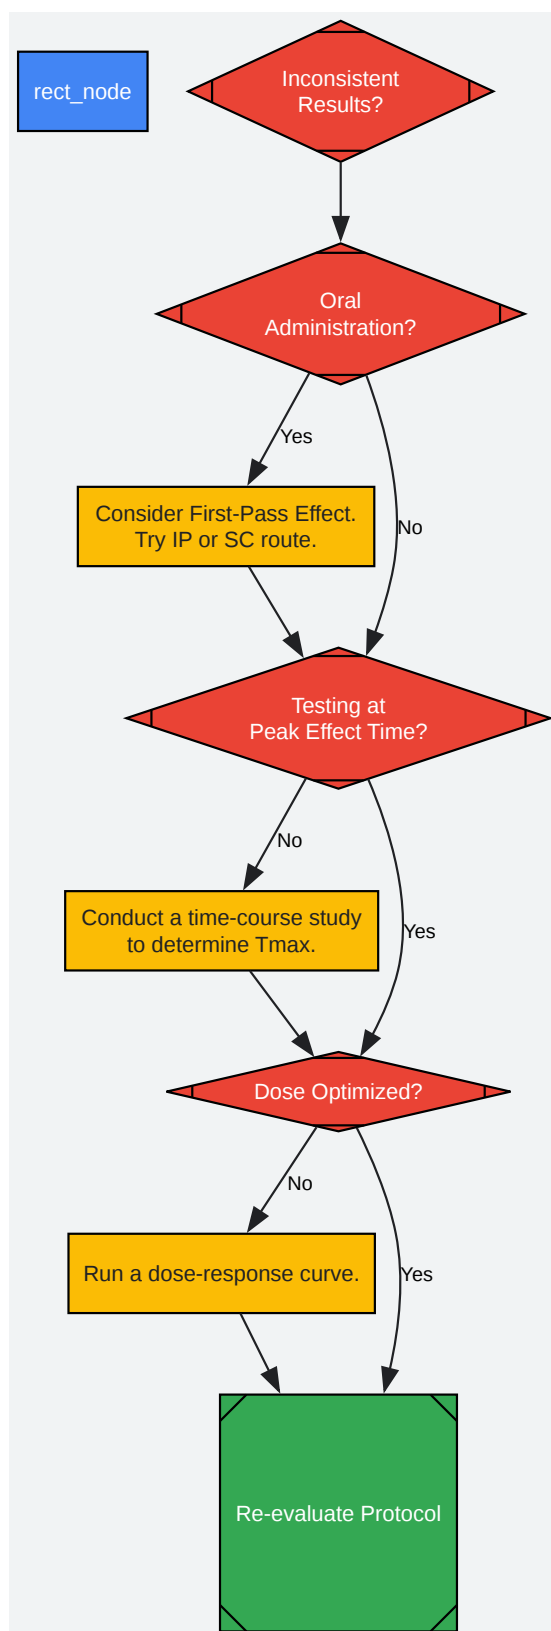 rect_node
Inconsistent
Results?
Oral
Administration?
Yes
Consider First-Pass Effect.
Try IP or SC route.
No
Testing at
Peak Effect Time?
No
Conduct a time-course study
to determine Tmax.
Yes
Dose Optimized?
No
Run a dose-response curve.
Yes
Re-evaluate Protocol